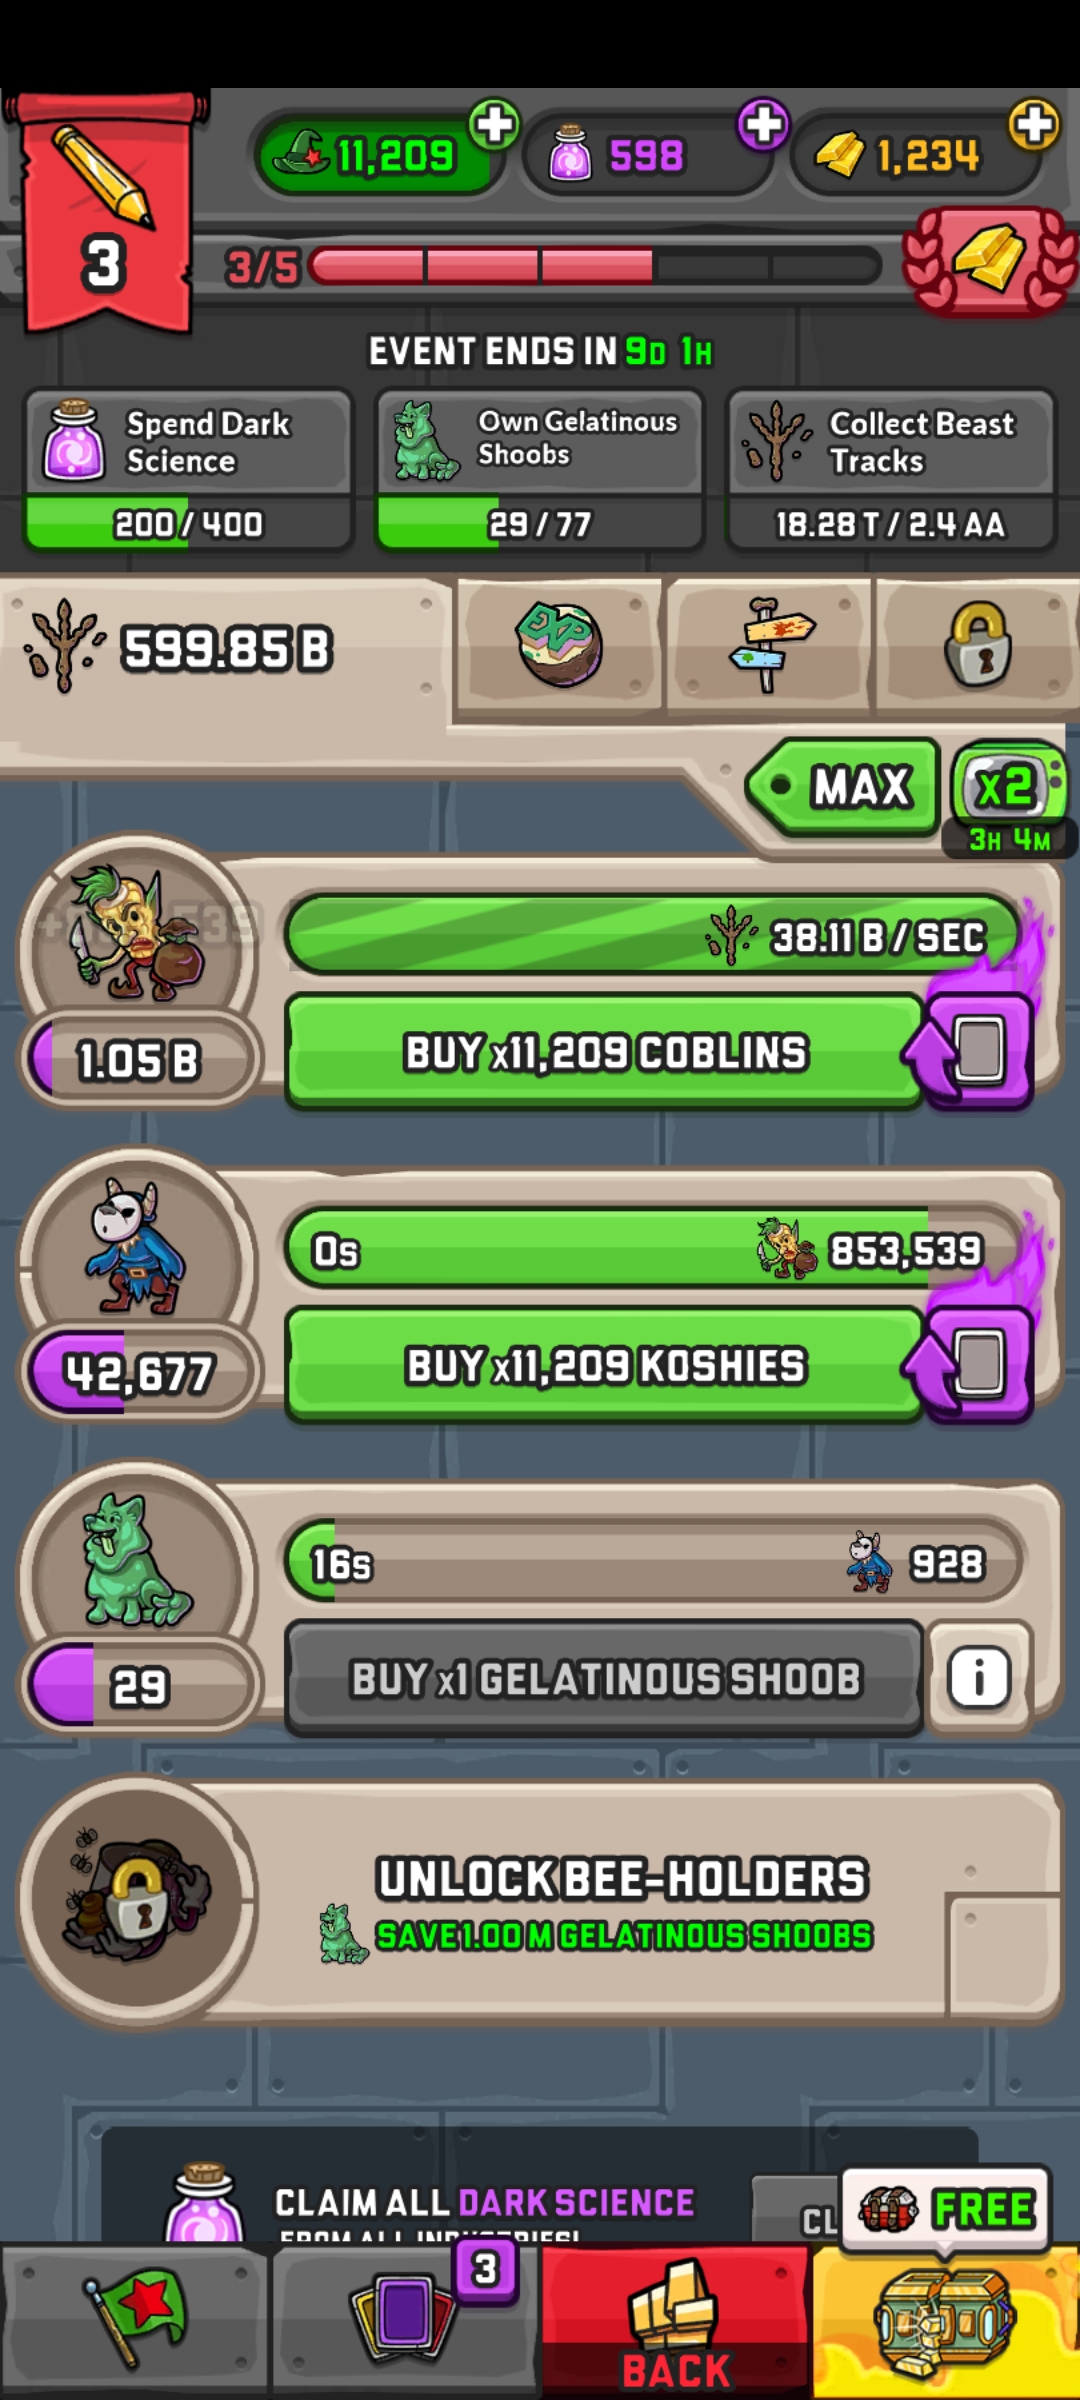 11,209
598
1,234
3
3/5
EVENT ENDS IN 9D 1H
Spend Dark
Science
200 / 400
Own Gelatinous
Shoobs
29 / 77
Collect Beast
Tracks
18.28 T / 2.4 AA
599.85 B
EXP
MAX
x2
3H 4M
38.11 B / SEC
1.05 B
BUY x11,209 COBLINS
0s
853,539
42,677
BUY x11,209 KOSHIES
16s
928
29
BUY x1 GELATINOUS SHOOB
i
UNLOCK BEE-HOLDERS
SAVE 1.00 M GELATINOUS SHOOBS
CLAIM ALL DARK SCIENCE
FROM ALL INDUSTRIES!
CL
FREE
3
BACK